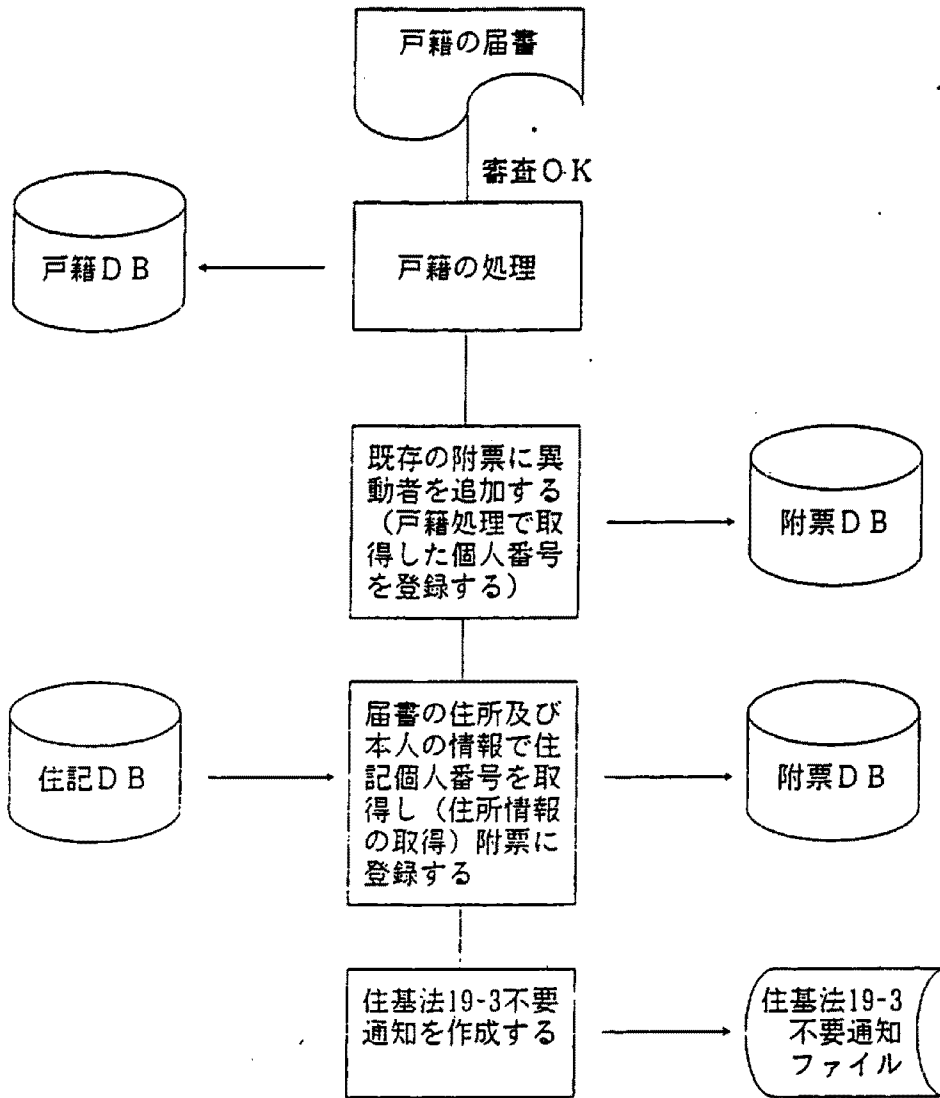 戸籍の届書
審査OK
戸籍DB
戸籍の処理
既存の附票に異
動者を追加する
(戸籍処理で取
得した個人番号
を登録する)
附票DB
住記DB
届書の住所及び
本人の情報で住
記個人番号を取
得し(住所情報
の取得)附票に
登録する
附票DB
住基法19-3不要
通知を作成する
住基法19-3
不要通知
ファイル